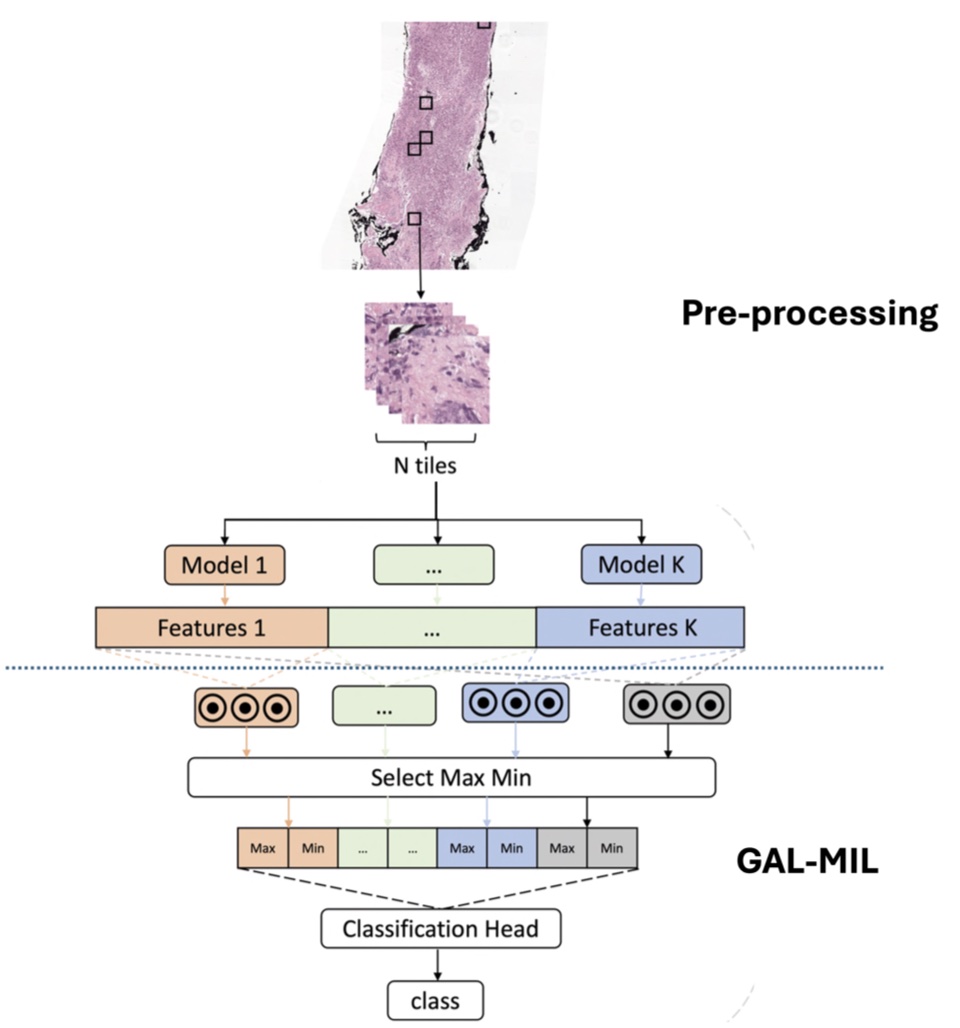 Pre-processing
N tiles
Model 1
...
Model K
Features 1
...
Features K
...
Select Max Min
Max
Min
...
...
Max
Min
Max
Min
GAL-MIL
Classification Head
class